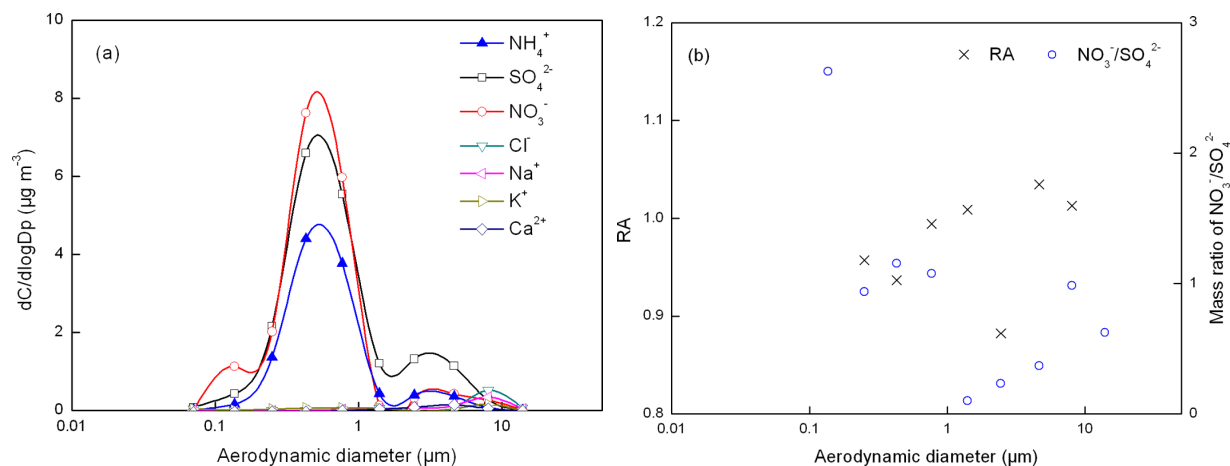 (a)
NH₄⁺
SO₄²⁻
NO₃⁻
Cl⁻
Na⁺
K⁺
Ca²⁺
10
8
6
4
2
0
dC/dlogDp (µg m⁻³)
0.01
0.1
1
10
Aerodynamic diameter (µm)
(b)
RA
NO₃⁻/SO₄²⁻
1.2
1.1
1.0
0.9
0.8
RA
3
2
1
0
Mass ratio of NO₃⁻/SO₄²⁻
0.01
0.1
1
10
Aerodynamic diameter (µm)